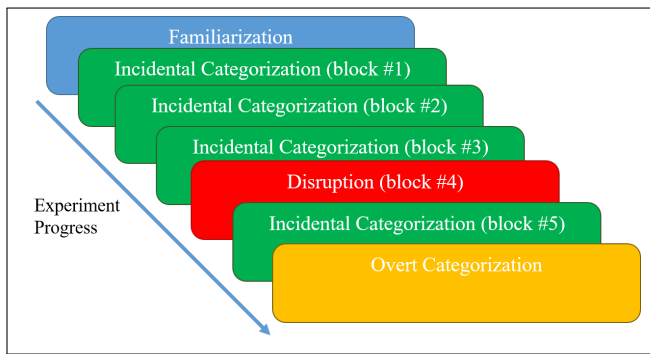 Familiarization
Incidental Categorization (block #1)
Incidental Categorization (block #2)
Incidental Categorization (block #3)
Disruption (block #4)
Experiment
Progress
Incidental Categorization (block #5)
Overt Categorization